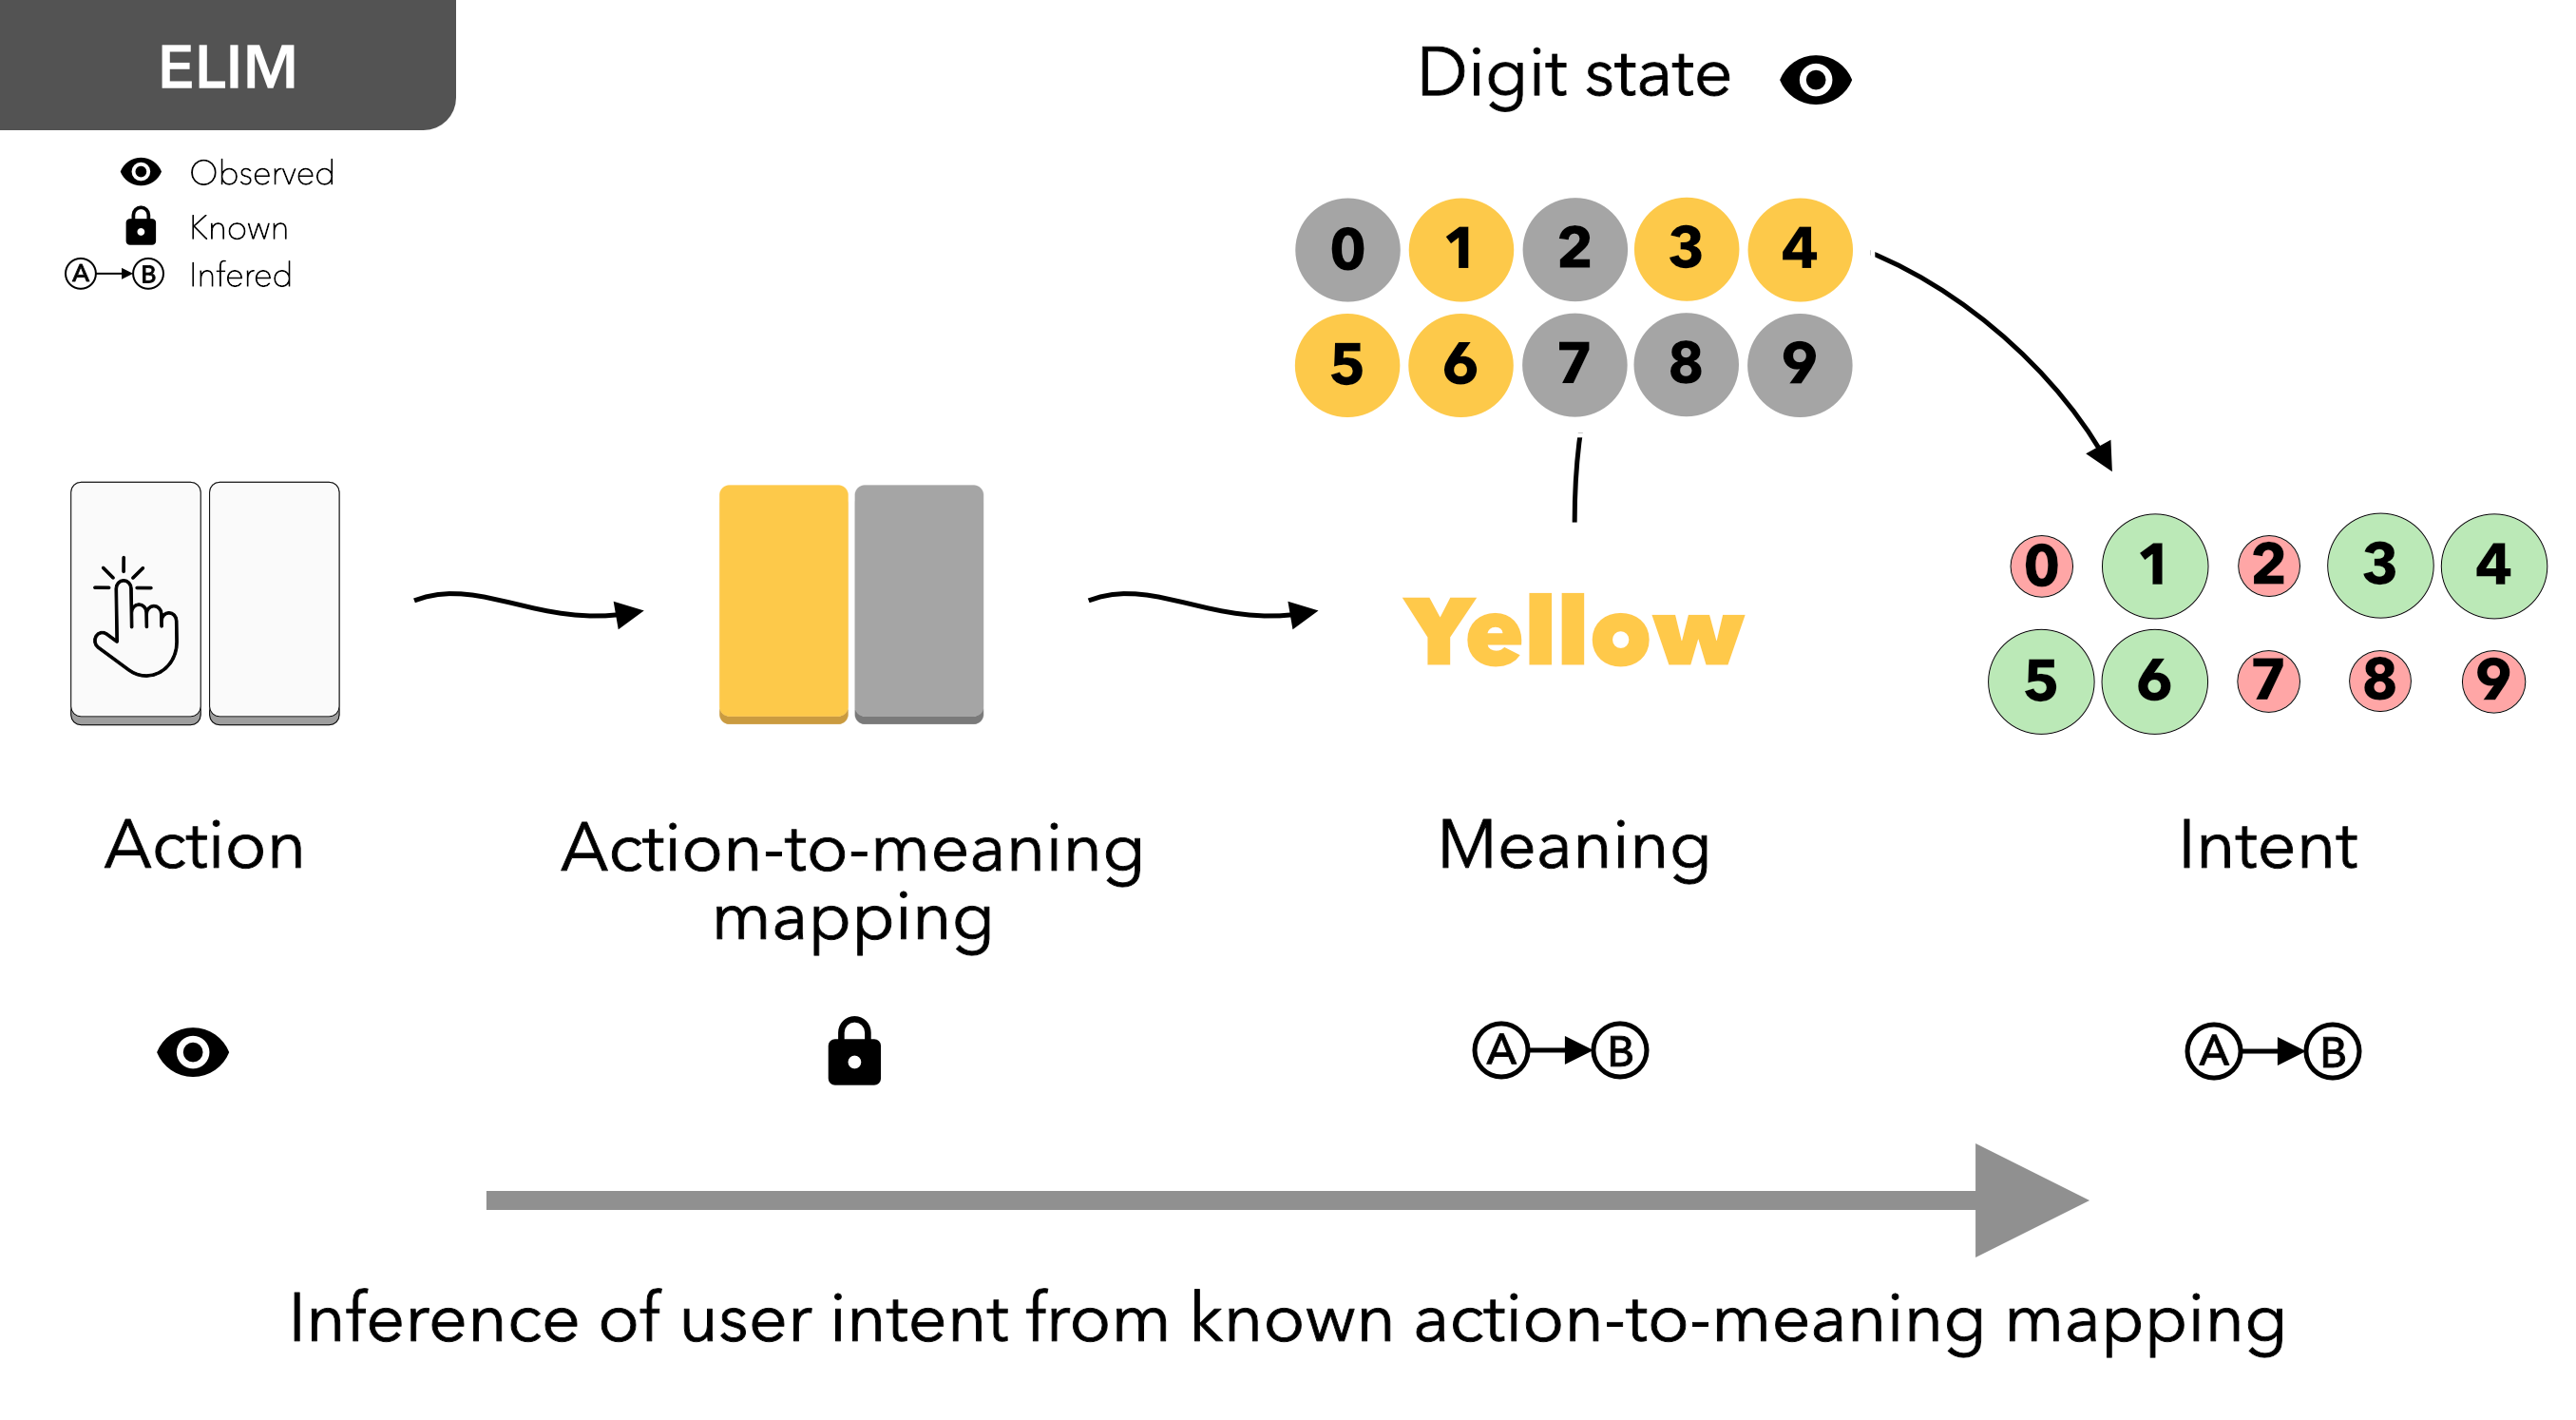 ELIM
Observed
Known
A B Infered
Digit state
0 1 2 3 4
5 6 7 8 9
Yellow
0 1 2 3 4
5 6 7 8 9
Action
Action-to-meaning
mapping
Meaning
Intent
A B
A B
Inference of user intent from known action-to-meaning mapping